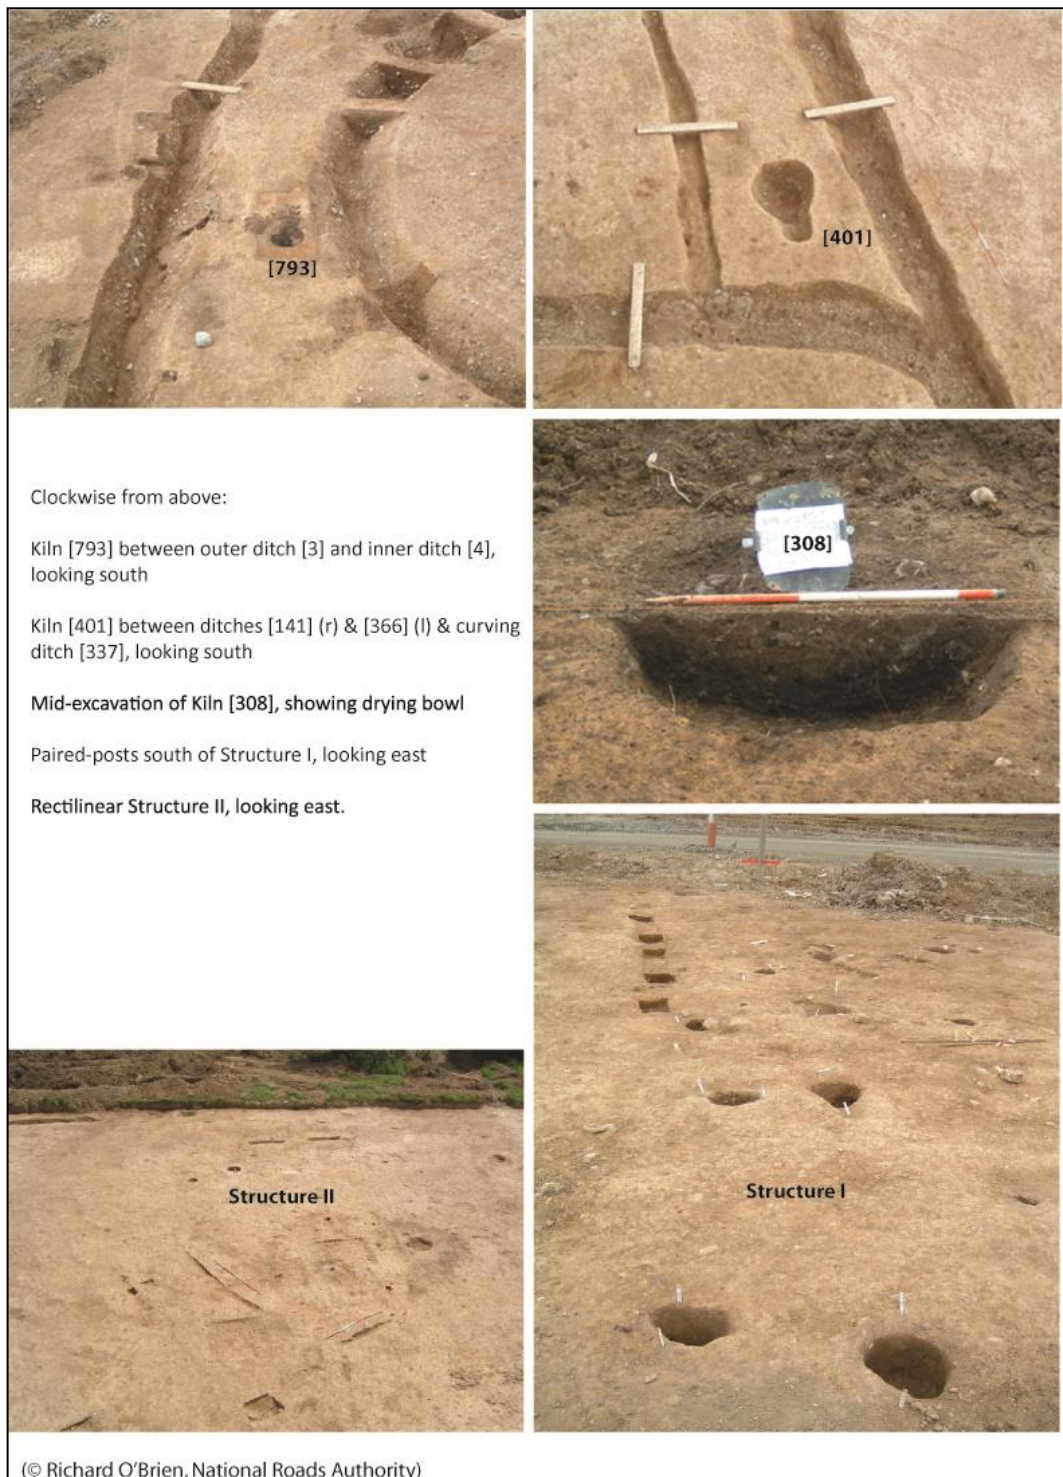 [793]
[401]
Clockwise from above:
Kiln [793] between outer ditch [3] and inner ditch [4],
looking south
Kiln [401] between ditches [141] (r) & [366] (l) & curving
ditch [337], looking south
Mid-excavation of Kiln [308], showing drying bowl
Paired-posts south of Structure I, looking east
Rectilinear Structure II, looking east.
[308]
Structure II
Structure I
(© Richard O'Brien, National Roads Authority)